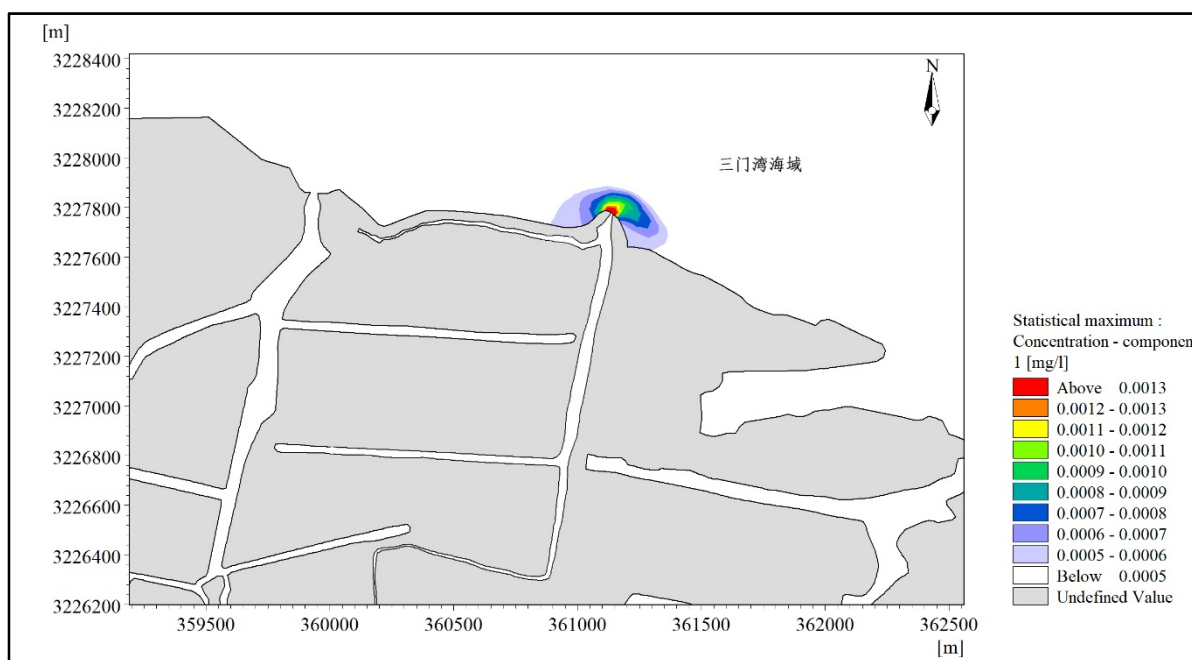 [m]
3228400
3228200
3228000
3227800
3227600
3227400
3227200
3227000
3226800
3226600
3226400
3226200
N
三门湾海域
359500
360000
360500
361000
361500
362000
362500
[m]
Statistical maximum :
Concentration - componen
1 [mg/l]
Above 0.0013
0.0012 - 0.0013
0.0011 - 0.0012
0.0010 - 0.0011
0.0009 - 0.0010
0.0008 - 0.0009
0.0007 - 0.0008
0.0006 - 0.0007
0.0005 - 0.0006
Below 0.0005
Undefined Value